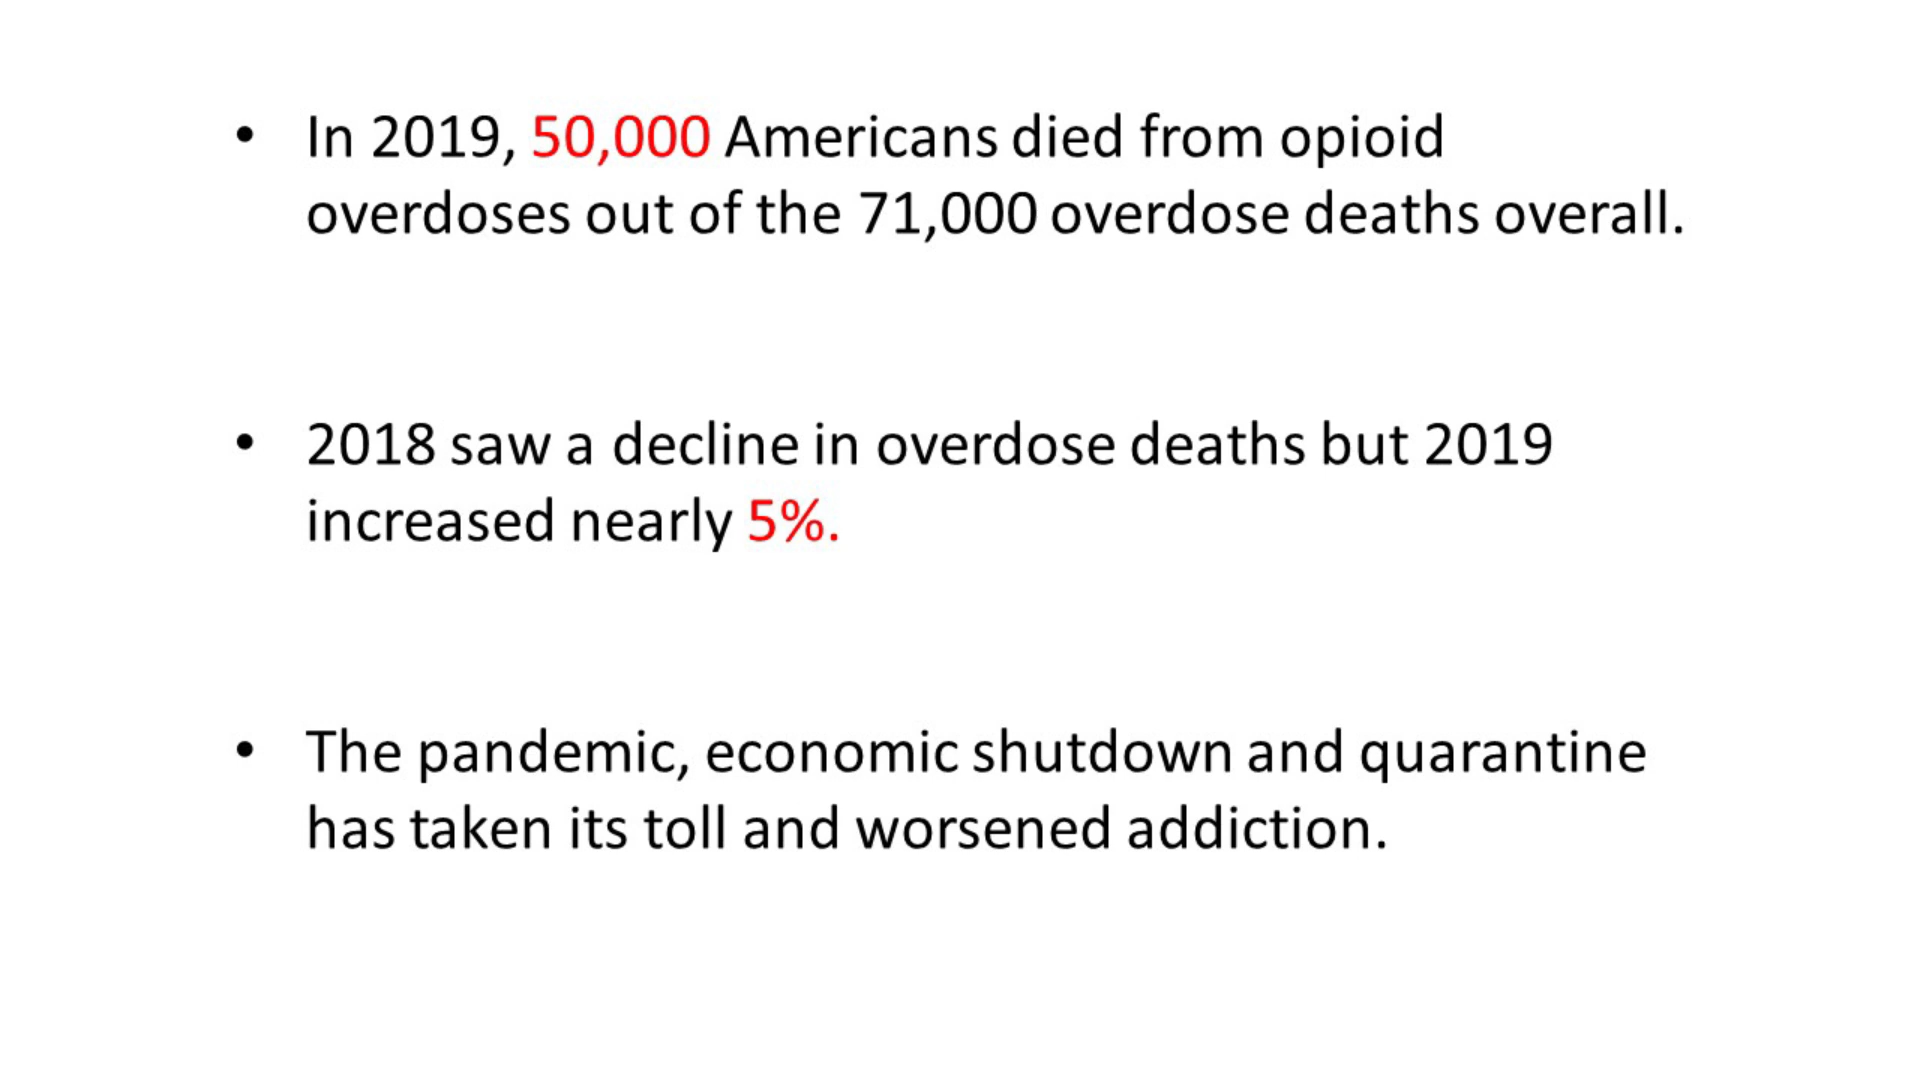 • In 2019, 50,000 Americans died from opioid
overdoses out of the 71,000 overdose deaths overall.
• 2018 saw a decline in overdose deaths but 2019
increased nearly 5%.
• The pandemic, economic shutdown and quarantine
has taken its toll and worsened addiction.